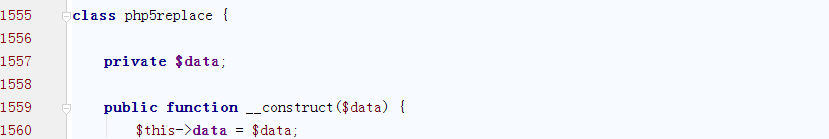 1555 class php5replace {
1556
1557 private $data;
1558
1559 public function __construct($data) {
1560 $this->data = $data;